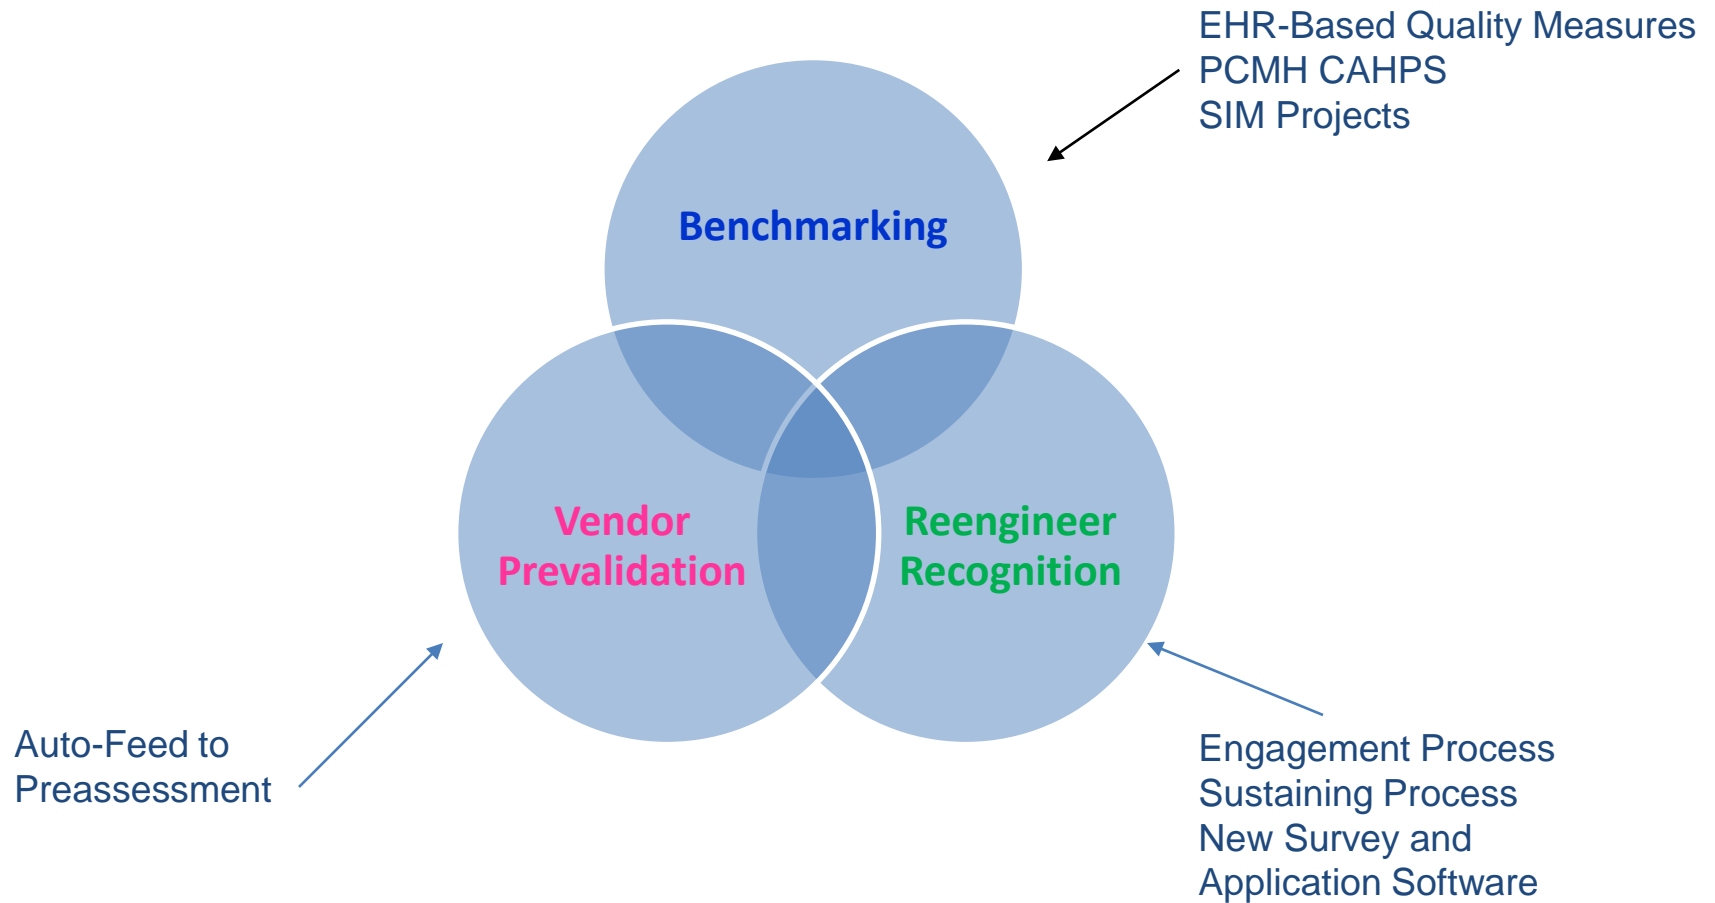 EHR-Based Quality Measures
PCMH CAHPS
SIM Projects
Benchmarking
Vendor
Prevalidation
Reengineer
Recognition
Auto-Feed to
Preassessment
Engagement Process
Sustaining Process
New Survey and
Application Software